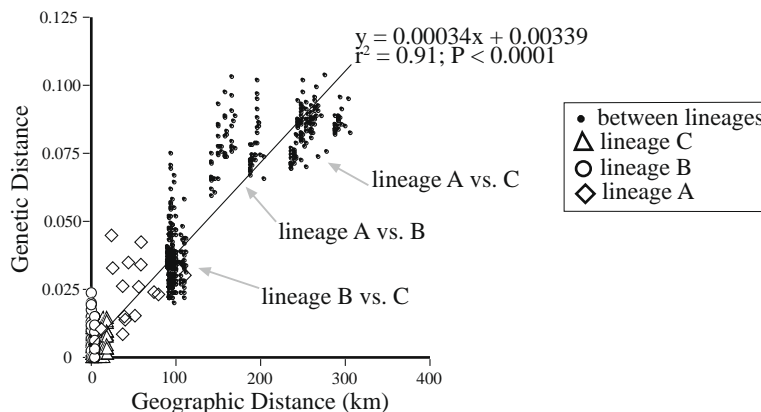 0.125
0.100
0.075
0.050
0.025
0
Genetic Distance
y = 0.00034x + 0.00339
r² = 0.91; P < 0.0001
lineage A vs. C
lineage A vs. B
lineage B vs. C
0 100 200 300 400
Geographic Distance (km)
between lineages
lineage C
lineage B
lineage A